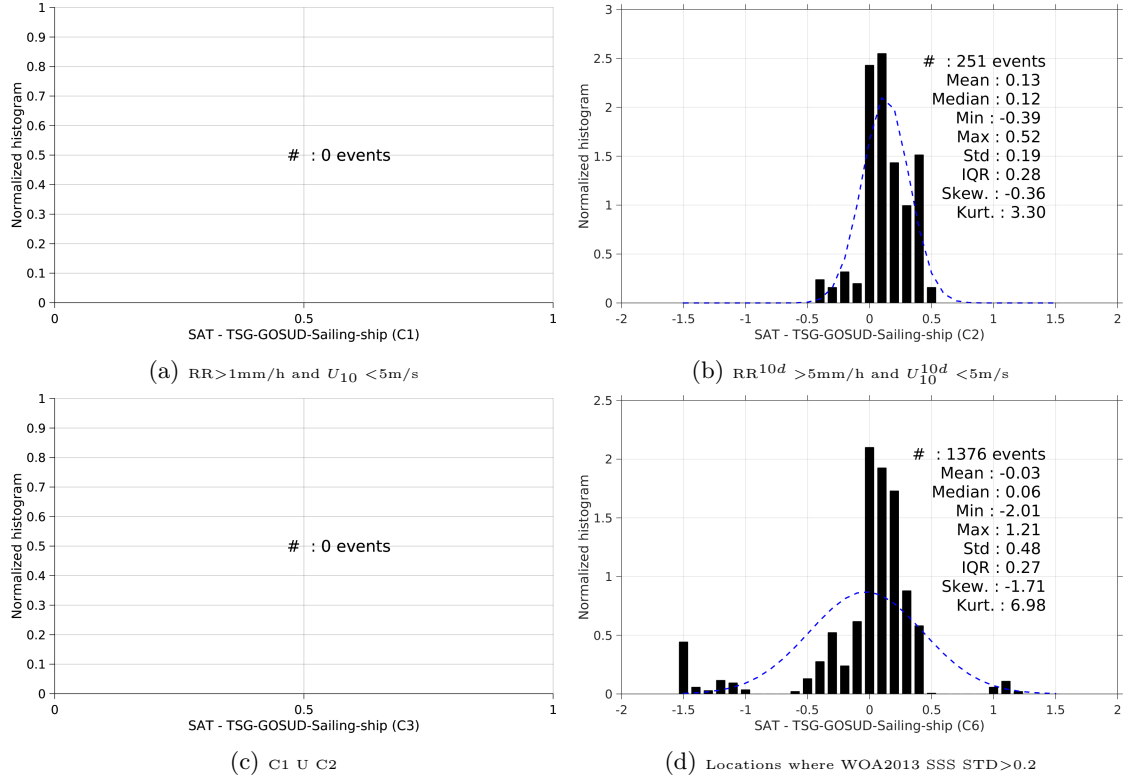 1
0.9
0.8
0.7
0.6
0.5
0.4
0.3
0.2
0.1
0
Normalized histogram
# : 0 events
0 0.5 1
SAT - TSG-GOSUD-Sailing-ship (C1)
(a) RR>1mm/h and U10 <5m/s
3
2.5
2
1.5
1
0.5
0
Normalized histogram
# : 251 events
Mean : 0.13
Median : 0.12
Min : -0.39
Max : 0.52
Std : 0.19
IQR : 0.28
Skew. : -0.36
Kurt. : 3.30
-2 -1.5 -1 -0.5 0 0.5 1 1.5 2
SAT - TSG-GOSUD-Sailing-ship (C2)
(b) RR^10d >5mm/h and U_10^10d <5m/s
1
0.9
0.8
0.7
0.6
0.5
0.4
0.3
0.2
0.1
0
Normalized histogram
# : 0 events
0 0.5 1
SAT - TSG-GOSUD-Sailing-ship (C3)
(c) C1 U C2
2.5
2
1.5
1
0.5
0
Normalized histogram
# : 1376 events
Mean : -0.03
Median : 0.06
Min : -2.01
Max : 1.21
Std : 0.48
IQR : 0.27
Skew. : -1.71
Kurt. : 6.98
-2 -1.5 -1 -0.5 0 0.5 1 1.5 2
SAT - TSG-GOSUD-Sailing-ship (C6)
(d) Locations where WOA2013 SSS STD>0.2